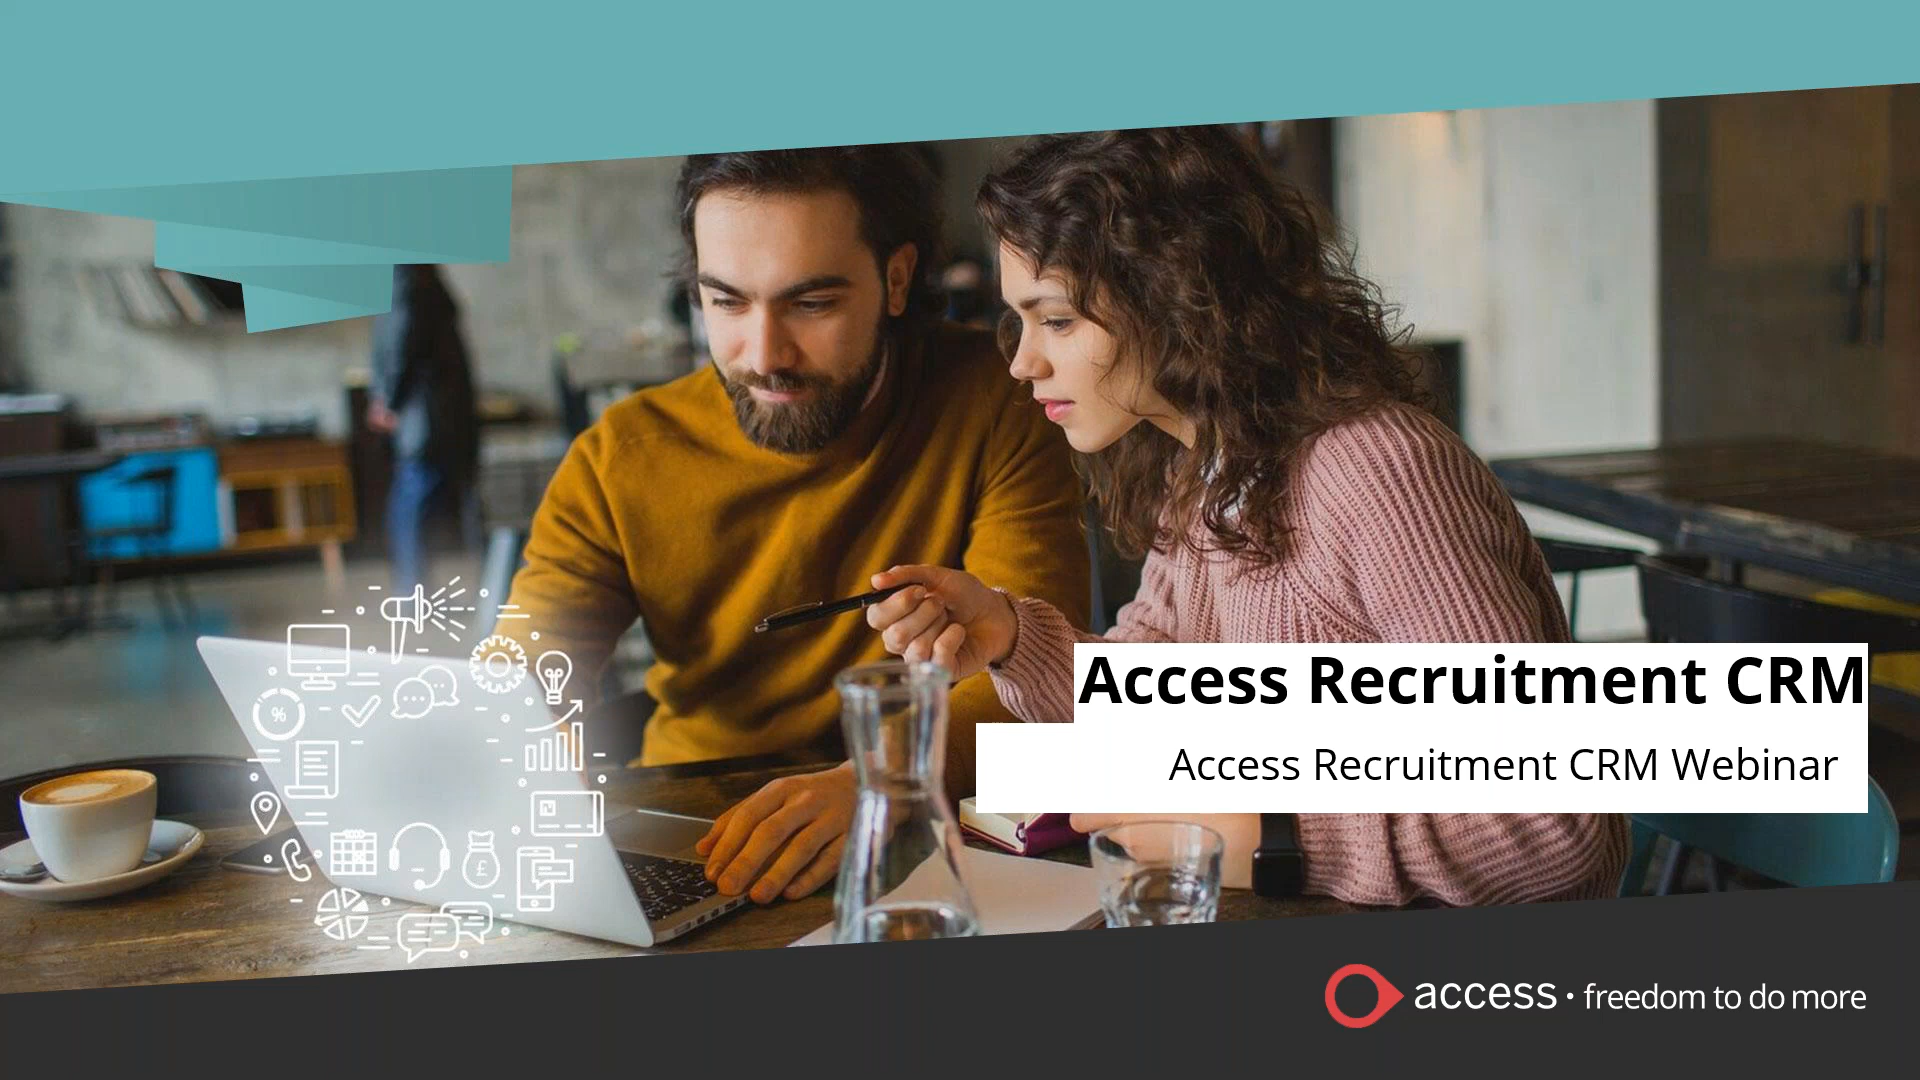 Access Recruitment CRM
Access Recruitment CRM Webinar
%
£
access · freedom to do more